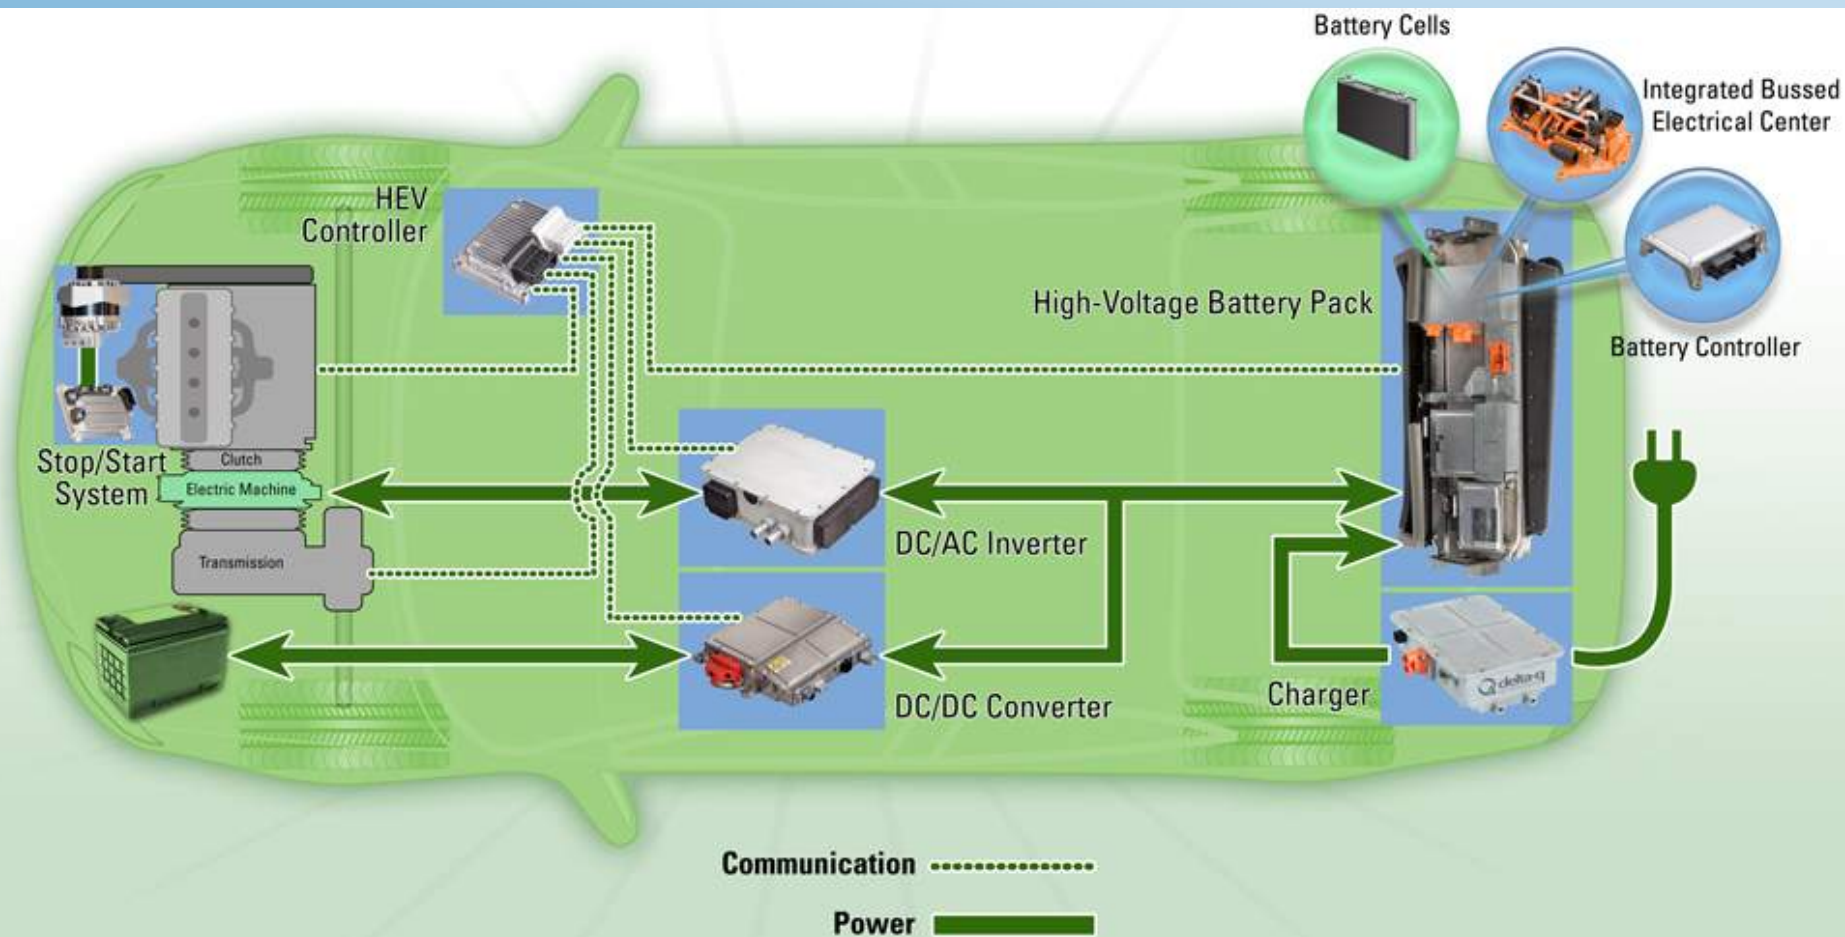 Battery Cells
Integrated Bussed
Electrical Center
HEV
Controller
High-Voltage Battery Pack
Battery Controller
Stop/Start
System
Clutch
Electric Machine
Transmission
DC/AC Inverter
DC/DC Converter
Charger
delta-q
Communication
Power